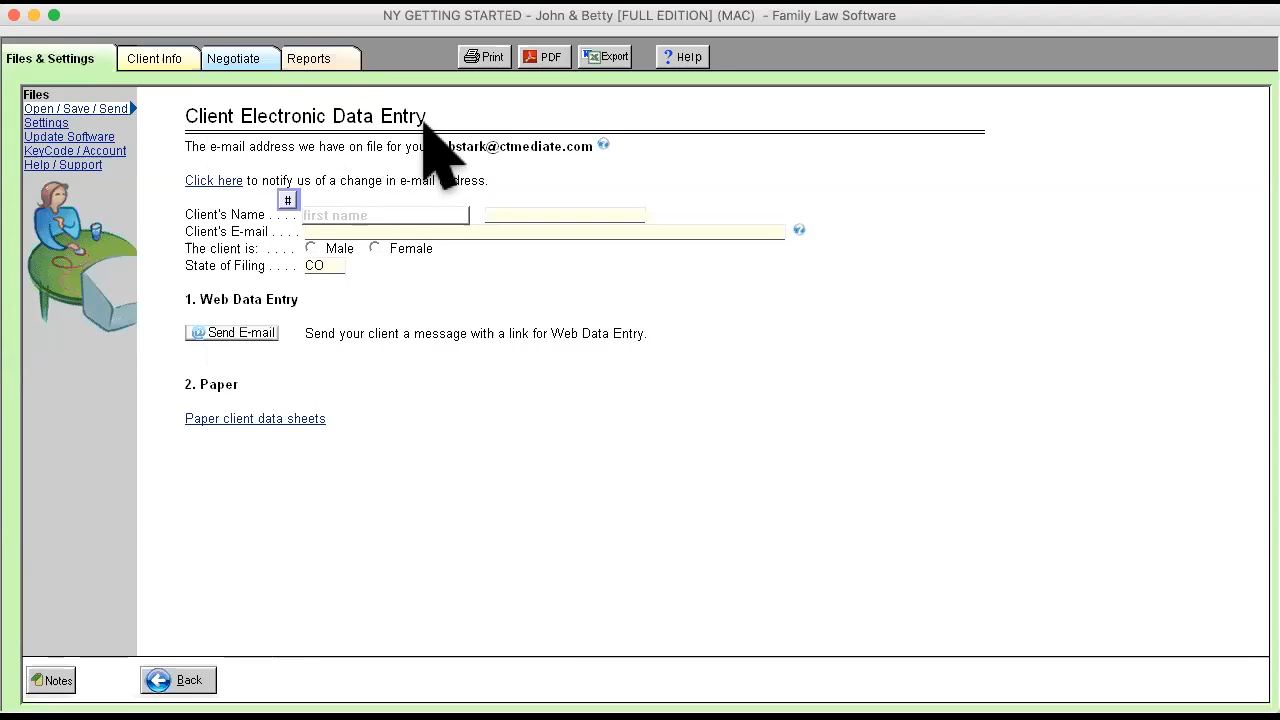 NY GETTING STARTED - John & Betty [FULL EDITION] (MAC) - Family Law Software
Files & Settings Client Info Negotiate Reports Print PDF Export ? Help
Files
Open / Save / Send
Settings
Update Software
KeyCode / Account
Help / Support
Client Electronic Data Entry
The e-mail address we have on file for bstark@ctmediate.com
Click here to notify us of a change in e-mail
#
Client's Name . . . . first name
Client's E-mail . . . .
The client is: . . . . Male Female
State of Filing . . . . CO
1. Web Data Entry
@ Send E-mail Send your client a message with a link for Web Data Entry.
2. Paper
Paper client data sheets
Notes Back